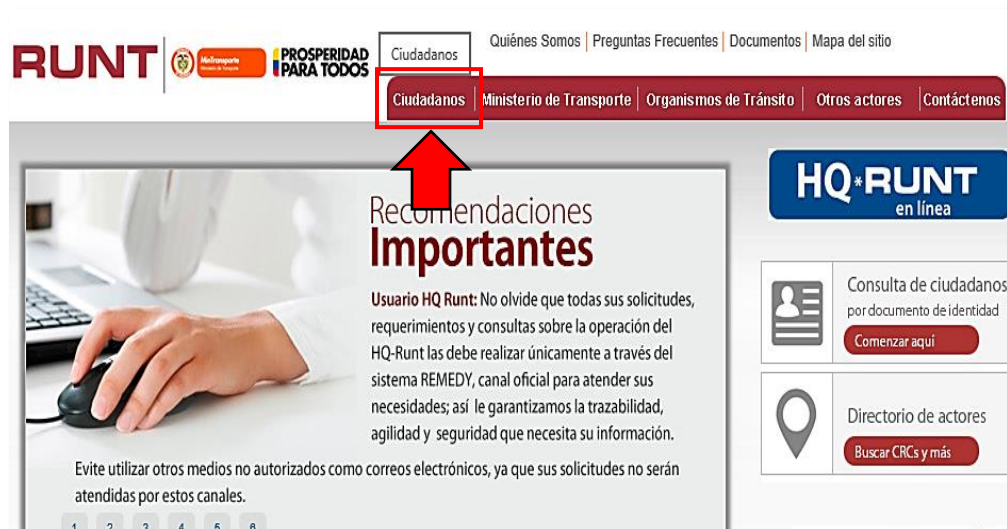 RUNT
MinTransporte
PROSPERIDAD
PARA TODOS
Ciudadanos
Quiénes Somos | Preguntas Frecuentes | Documentos | Mapa del sitio
Ciudadanos | Ministerio de Transporte | Organismos de Tránsito | Otros actores | Contáctenos
Recomendaciones
Importantes
Usuario HQ Runt: No olvide que todas sus solicitudes,
requerimientos y consultas sobre la operación del
HQ-Runt las debe realizar únicamente a través del
sistema REMEDY, canal oficial para atender sus
necesidades; así le garantizamos la trazabilidad,
agilidad y seguridad que necesita su información.
Evite utilizar otros medios no autorizados como correos electrónicos, ya que sus solicitudes no serán
atendidas por estos canales.
1 2 3 4 5 6
HQ*RUNT
en línea
Consulta de ciudadanos
por documento de identidad
Comenzar aquí
Directorio de actores
Buscar CRCs y más